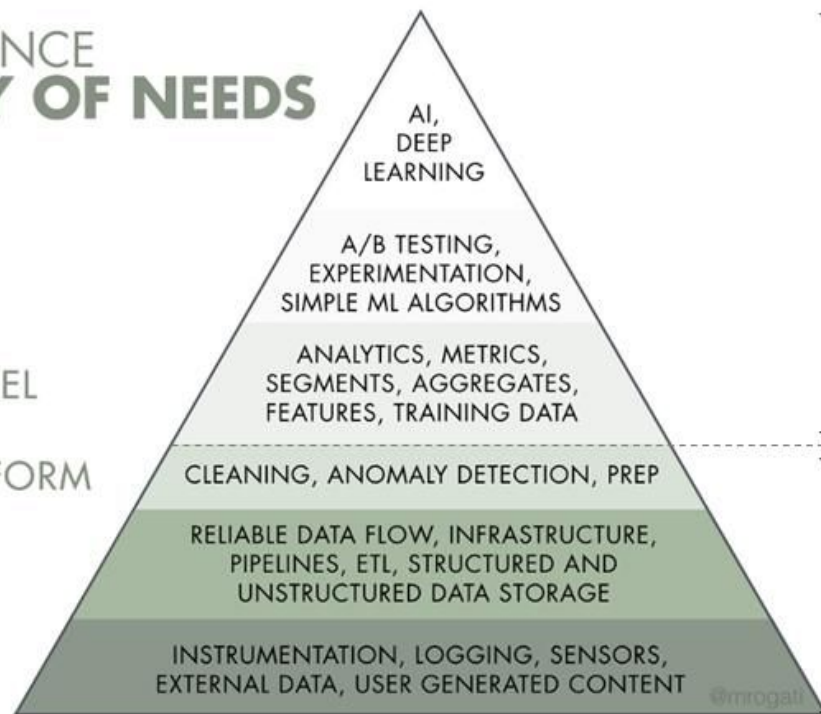 NCE
Y OF NEEDS
AI,
DEEP
LEARNING
A/B TESTING,
EXPERIMENTATION,
SIMPLE ML ALGORITHMS
ANALYTICS, METRICS,
SEGMENTS, AGGREGATES,
FEATURES, TRAINING DATA
EL
CLEANING, ANOMALY DETECTION, PREP
FORM
RELIABLE DATA FLOW, INFRASTRUCTURE,
PIPELINES, ETL, STRUCTURED AND
UNSTRUCTURED DATA STORAGE
INSTRUMENTATION, LOGGING, SENSORS,
EXTERNAL DATA, USER GENERATED CONTENT
@mrogati